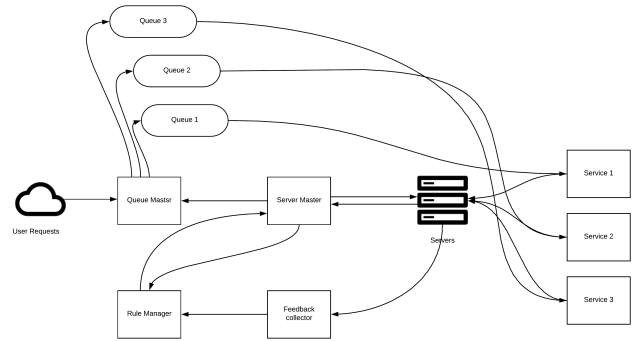 Queue 3
Queue 2
Queue 1
User Requests
Queue Mastsr
Server Master
Servers
Service 1
Service 2
Service 3
Rule Manager
Feedback
collector